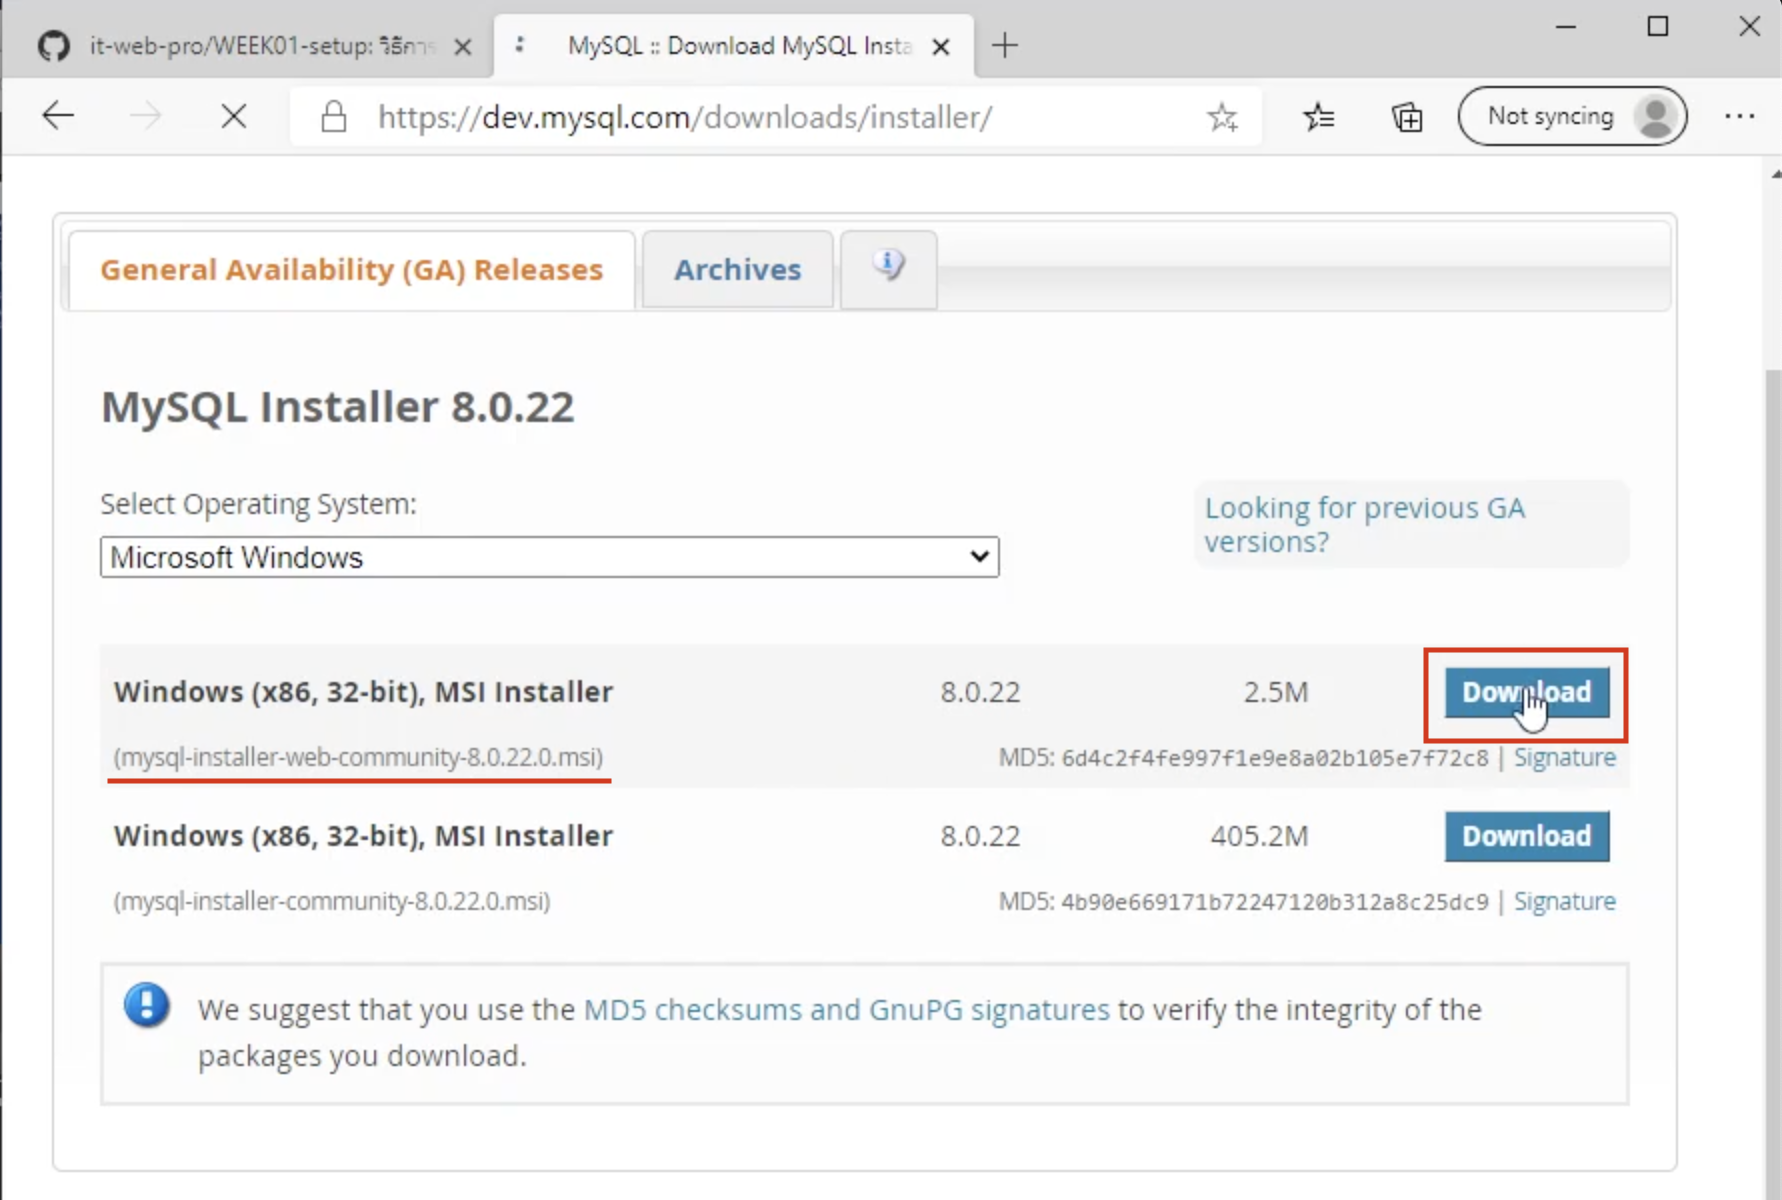 it-web-pro/WEEK01-setup: วิธีการ
MySQL :: Download MySQL Insta
https://dev.mysql.com/downloads/installer/
Not syncing
General Availability (GA) Releases
Archives
MySQL Installer 8.0.22
Select Operating System:
Looking for previous GA
versions?
Microsoft Windows
Windows (x86, 32-bit), MSI Installer 8.0.22 2.5M Download
(mysql-installer-web-community-8.0.22.0.msi) MD5: 6d4c2f4fe997f1e9e8a02b105e7f72c8 | Signature
Windows (x86, 32-bit), MSI Installer 8.0.22 405.2M Download
(mysql-installer-community-8.0.22.0.msi) MD5: 4b90e669171b72247120b312a8c25dc9 | Signature
We suggest that you use the MD5 checksums and GnuPG signatures to verify the integrity of the
packages you download.